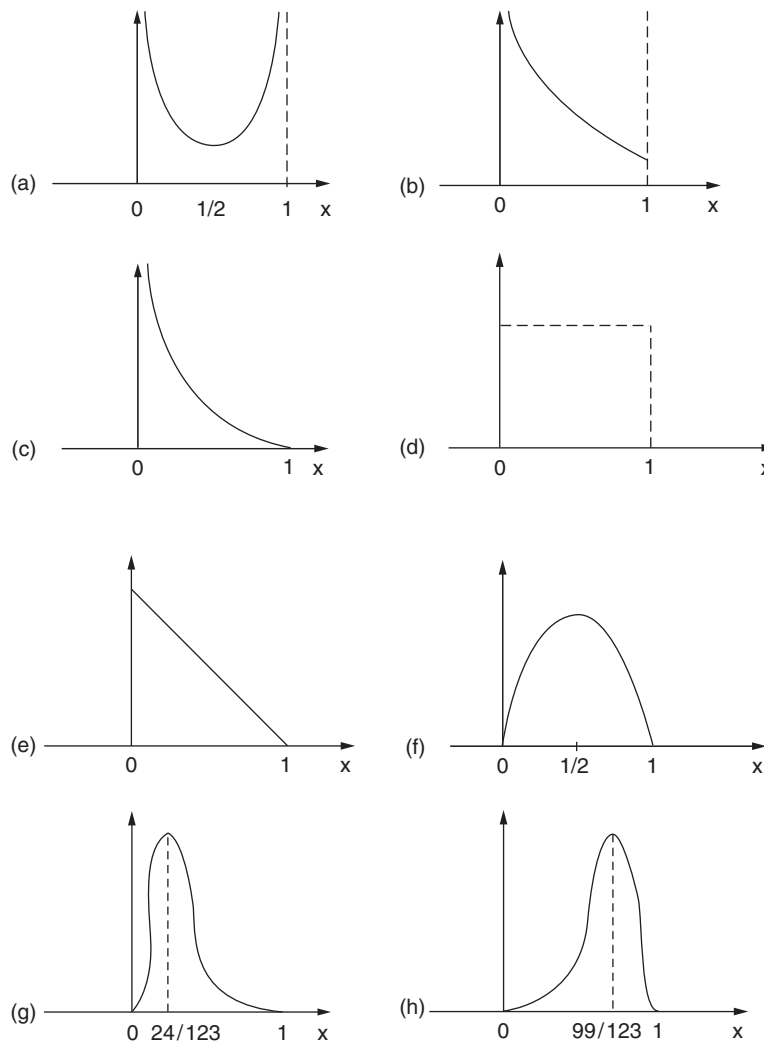 (a)
0 1/2 1 x
(b)
0 1 x
(c)
0 1 x
(d)
0 1 x
(e)
0 1 x
(f)
0 1/2 1 x
(g)
0 24/123 1 x
(h)
0 99/123 1 x